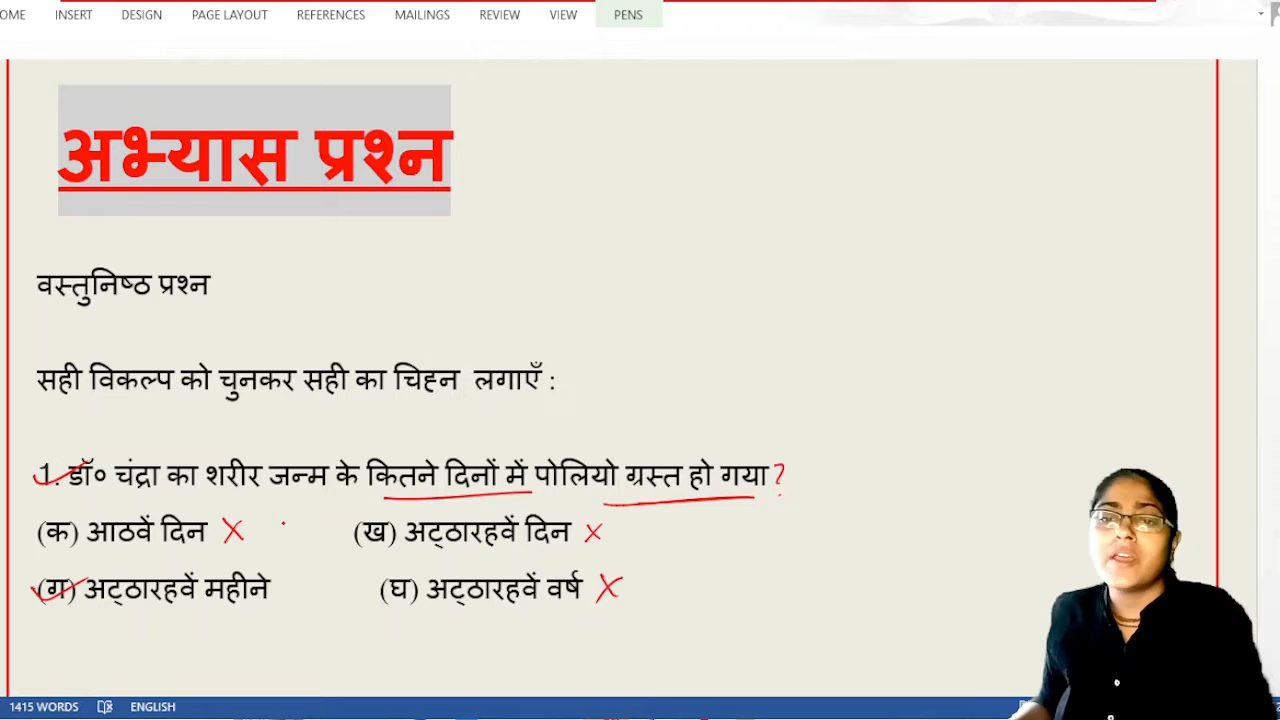 OME INSERT DESIGN PAGE LAYOUT REFERENCES MAILINGS REVIEW VIEW PENS
अभ्यास प्रश्न
वस्तुनिष्ठ प्रश्न
सही विकल्प को चुनकर सही का चिह्न लगाएँ :
1. डॉ० चंद्रा का शरीर जन्म के कितने दिनों में पोलियो ग्रस्त हो गया?
(क) आठवें दिन (ख) अट्ठारहवें दिन
(ग) अट्ठारहवें महीने (घ) अट्ठारहवें वर्ष
1415 WORDS ENGLISH